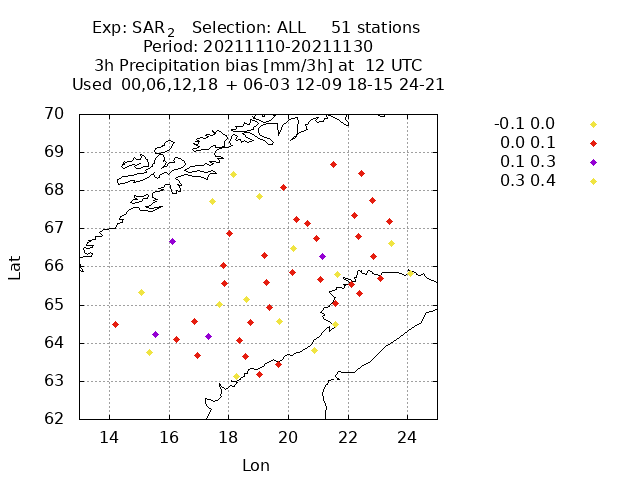 Exp: SAR2 Selection: ALL 51 stations
Period: 20211110-20211130
3h Precipitation bias [mm/3h] at 12 UTC
Used 00,06,12,18 + 06-03 12-09 18-15 24-21
-0.1 0.0
0.0 0.1
0.1 0.3
0.3 0.4
70
69
68
67
66
65
64
63
62
Lat
14 16 18 20 22 24
Lon